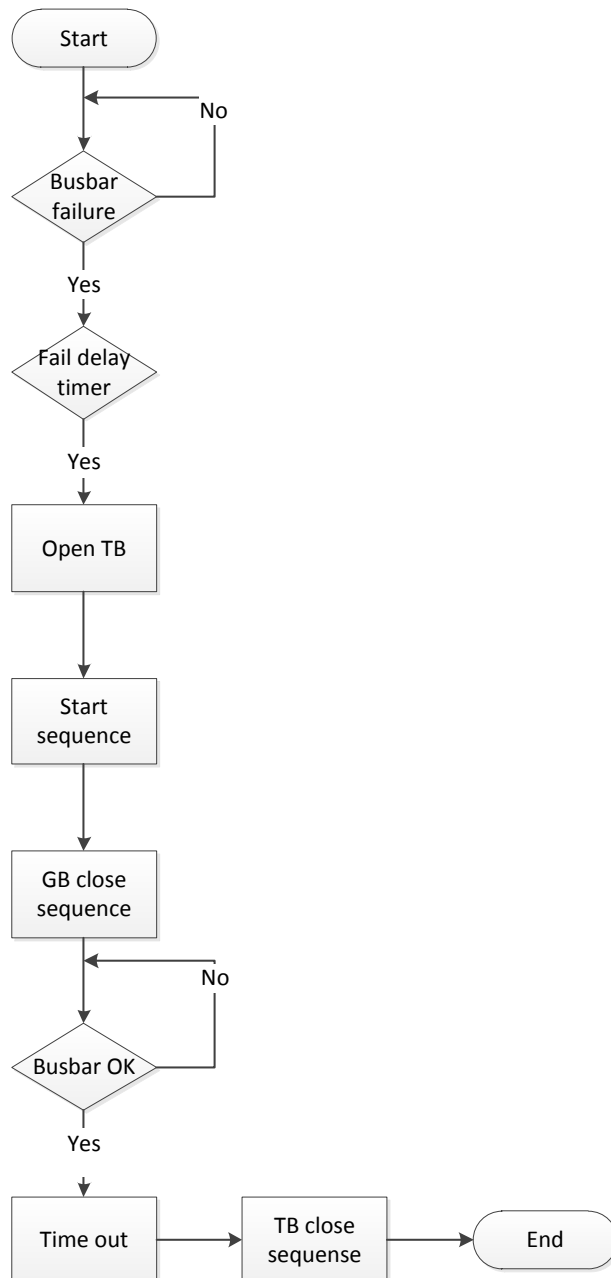 Start
No
Busbar
failure
Yes
Fail delay
timer
Yes
Open TB
Start
sequence
GB close
sequence
No
Busbar OK
Yes
Time out
TB close
sequense
End